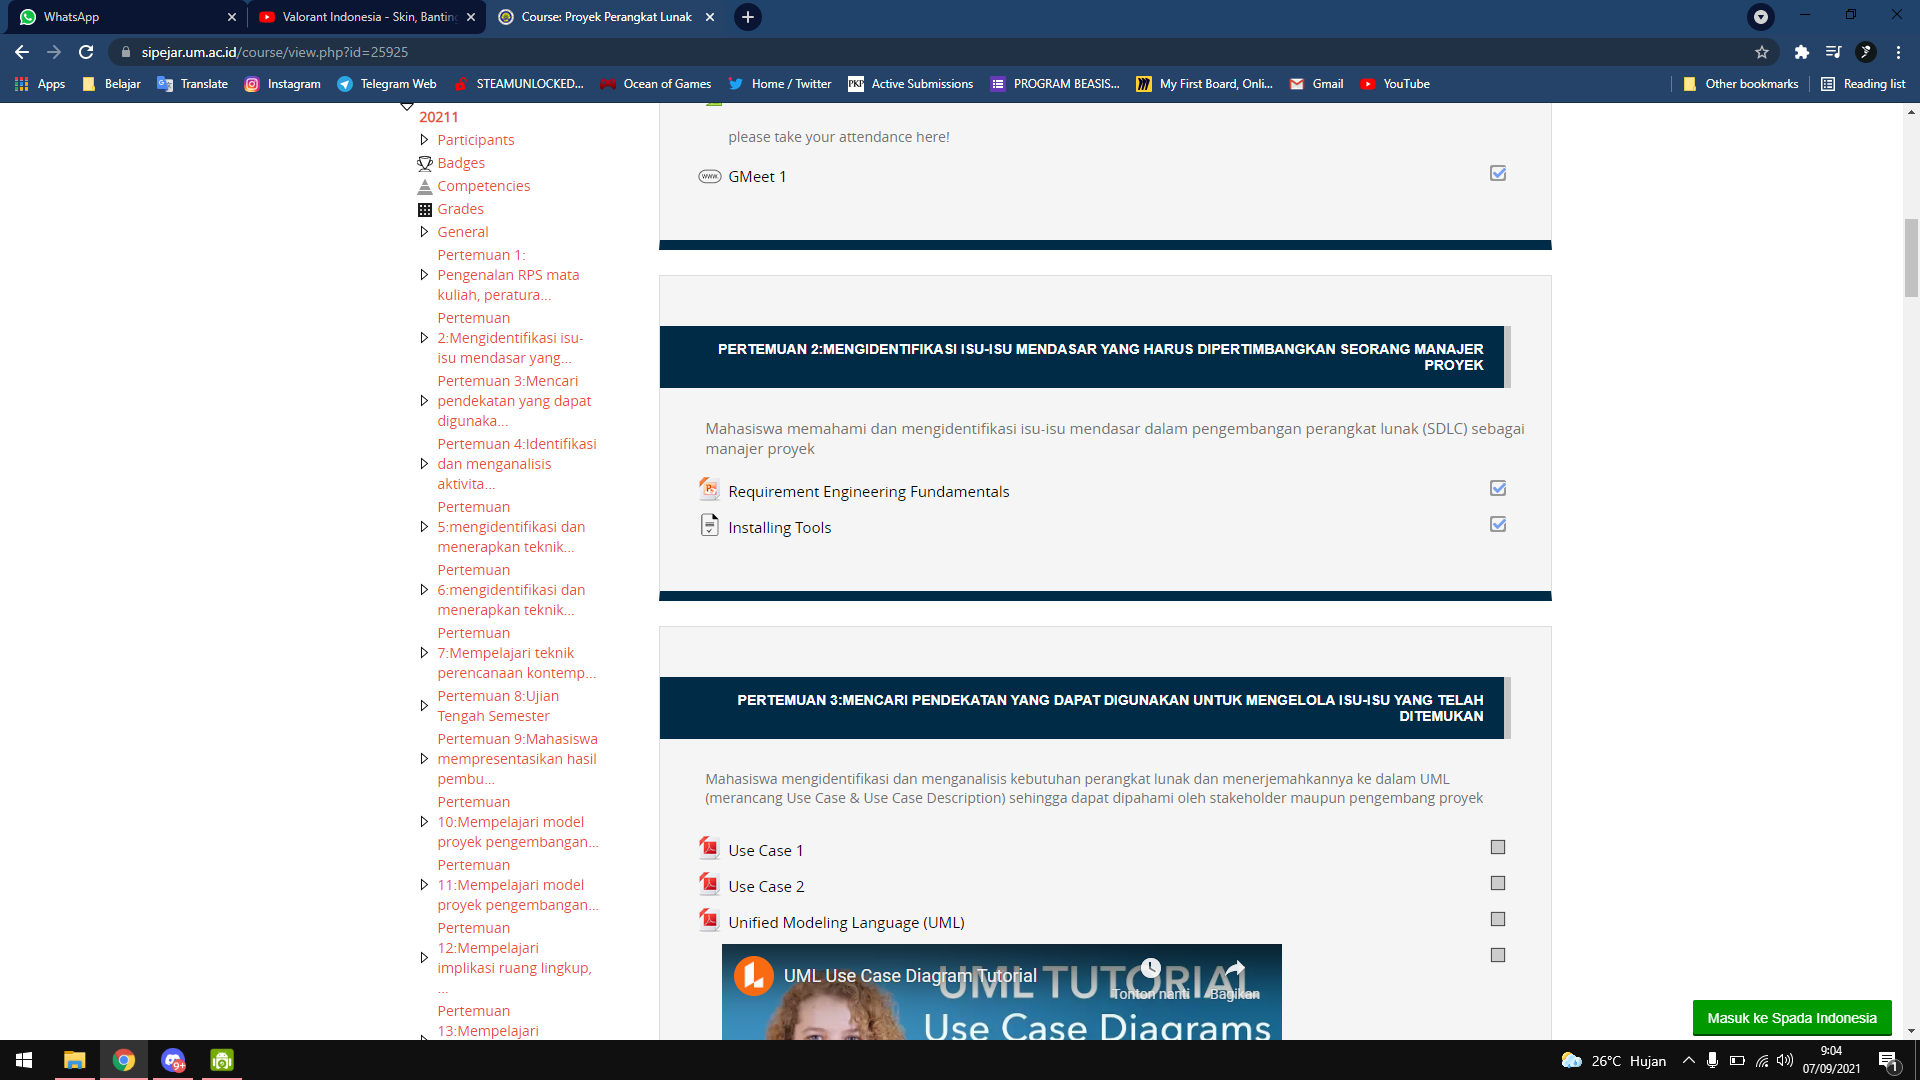 WhatsApp
Valorant Indonesia - Skin, Banting
Course: Proyek Perangkat Lunak
sipejar.um.ac.id/course/view.php?id=25925
Apps
Belajar
Translate
Instagram
Telegram Web
STEAMUNLOCKED...
Ocean of Games
Home / Twitter
PKP
Active Submissions
PROGRAM BEASIS...
My First Board, Onli...
Gmail
YouTube
Other bookmarks
Reading list
20211
Participants
Badges
Competencies
Grades
General
Pertemuan 1:
Pengenalan RPS mata
kuliah, peratura...
Pertemuan
2:Mengidentifikasi isu-
isu mendasar yang...
Pertemuan 3:Mencari
pendekatan yang dapat
digunaka...
Pertemuan 4:Identifikasi
dan menganalisis
aktivita...
Pertemuan
5:mengidentifikasi dan
menerapkan teknik...
Pertemuan
6:mengidentifikasi dan
menerapkan teknik...
Pertemuan
7:Mempelajari teknik
perencanaan kontemp...
Pertemuan 8:Ujian
Tengah Semester
Pertemuan 9:Mahasiswa
mempresentasikan hasil
pembu...
Pertemuan
10:Mempelajari model
proyek pengembangan...
Pertemuan
11:Mempelajari model
proyek pengembangan...
Pertemuan
12:Mempelajari
implikasi ruang lingkup,
...
Pertemuan
13:Mempelajari
please take your attendance here!
www
GMeet 1
PERTEMUAN 2:MENGIDENTIFIKASI ISU-ISU MENDASAR YANG HARUS DIPERTIMBANGKAN SEORANG MANAJER
PROYEK
Mahasiswa memahami dan mengidentifikasi isu-isu mendasar dalam pengembangan perangkat lunak (SDLC) sebagai
manajer proyek
Requirement Engineering Fundamentals
Installing Tools
PERTEMUAN 3:MENCARI PENDEKATAN YANG DAPAT DIGUNAKAN UNTUK MENGELOLA ISU-ISU YANG TELAH
DITEMUKAN
Mahasiswa mengidentifikasi dan menganalisis kebutuhan perangkat lunak dan menerjemahkannya ke dalam UML
(merancang Use Case & Use Case Description) sehingga dapat dipahami oleh stakeholder maupun pengembang proyek
Use Case 1
Use Case 2
Unified Modeling Language (UML)
UML Use Case Diagram Tutorial
UML TUTORIA
Tonton nanti
Bagikan
Use Case Diagrams
Masuk ke Spada Indonesia
9+
26°C Hujan
9:04
07/09/2021
1